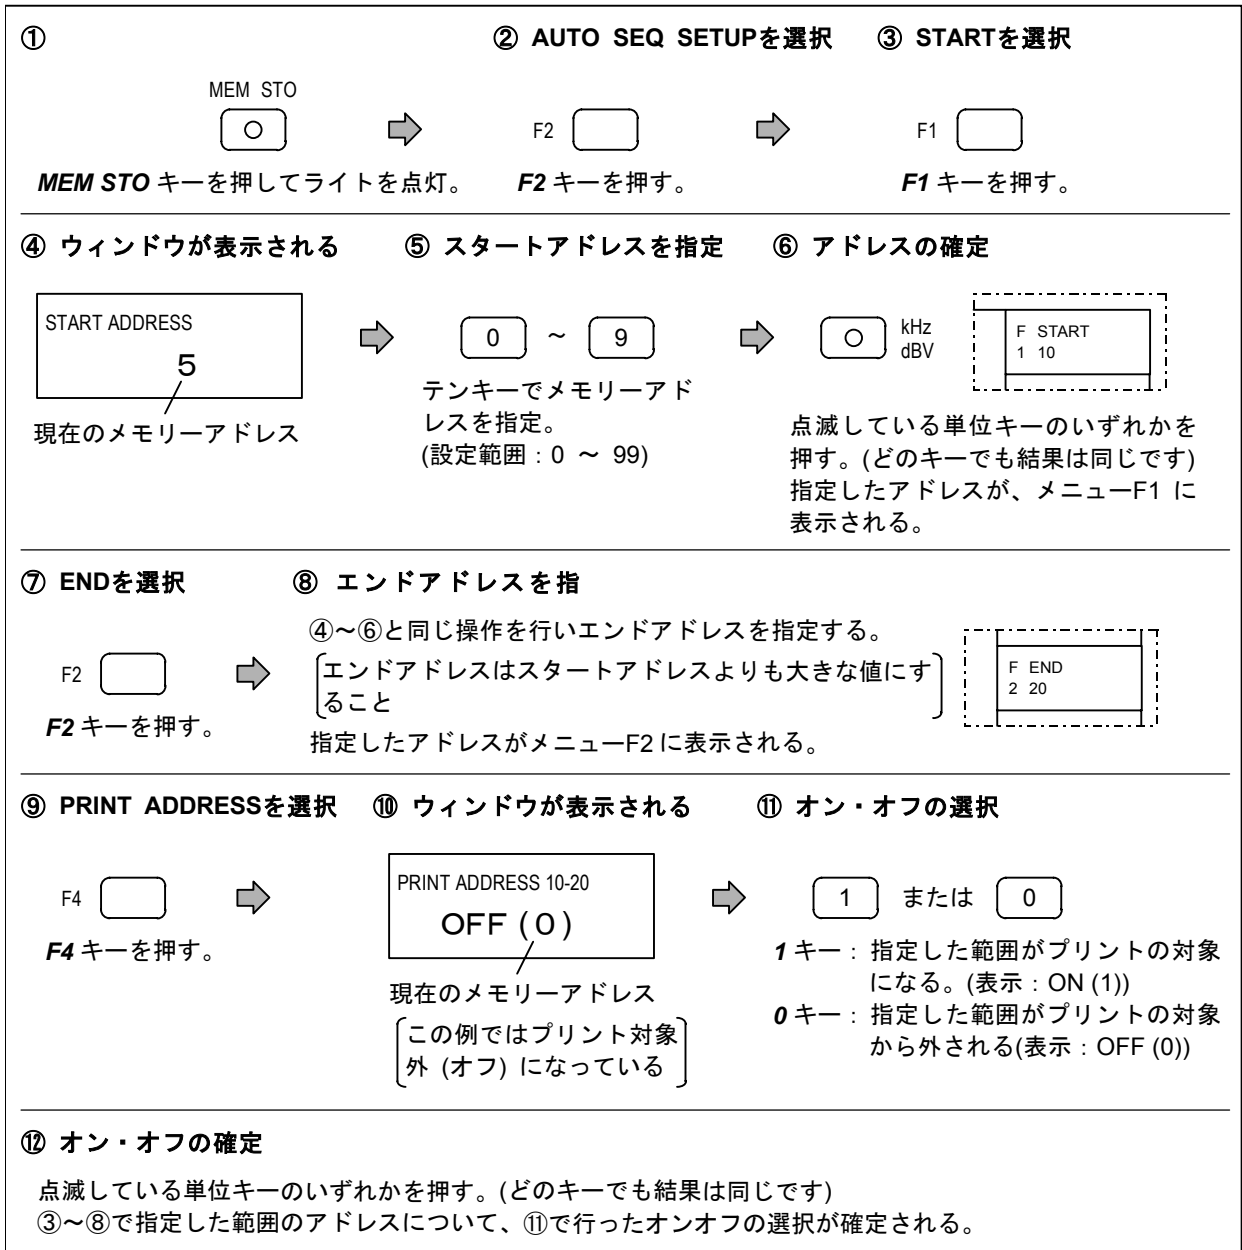 ①
② AUTO SEQ SETUPを選択
③ STARTを選択
MEM STO
F2
F1
MEM STO キーを押してライトを点灯。
F2 キーを押す。
F1 キーを押す。
④ ウィンドウが表示される
⑤ スタートアドレスを指定
⑥ アドレスの確定
START ADDRESS
5
現在のメモリーアドレス
0 ～ 9
テンキーでメモリーアド
レスを指定。
(設定範囲：0 ～ 99)
kHz
dBV
F START
1 10
点滅している単位キーのいずれかを
押す。(どのキーでも結果は同じです)
指定したアドレスが、メニューF1 に
表示される。
⑦ ENDを選択
⑧ エンドアドレスを指
F2
F2 キーを押す。
④～⑥と同じ操作を行いエンドアドレスを指定する。
エンドアドレスはスタートアドレスよりも大きな値にす
ること
指定したアドレスがメニューF2 に表示される。
F END
2 20
⑨ PRINT ADDRESSを選択
⑩ ウィンドウが表示される
⑪ オン・オフの選択
F4
F4 キーを押す。
PRINT ADDRESS 10-20
OFF (0)
現在のメモリーアドレス
この例ではプリント対象
外 (オフ) になっている
1 または 0
1 キー：指定した範囲がプリントの対象
になる。(表示：ON (1))
0 キー：指定した範囲がプリントの対象
から外される(表示：OFF (0))
⑫ オン・オフの確定
点滅している単位キーのいずれかを押す。(どのキーでも結果は同じです)
③～⑧で指定した範囲のアドレスについて、⑪で行ったオンオフの選択が確定される。